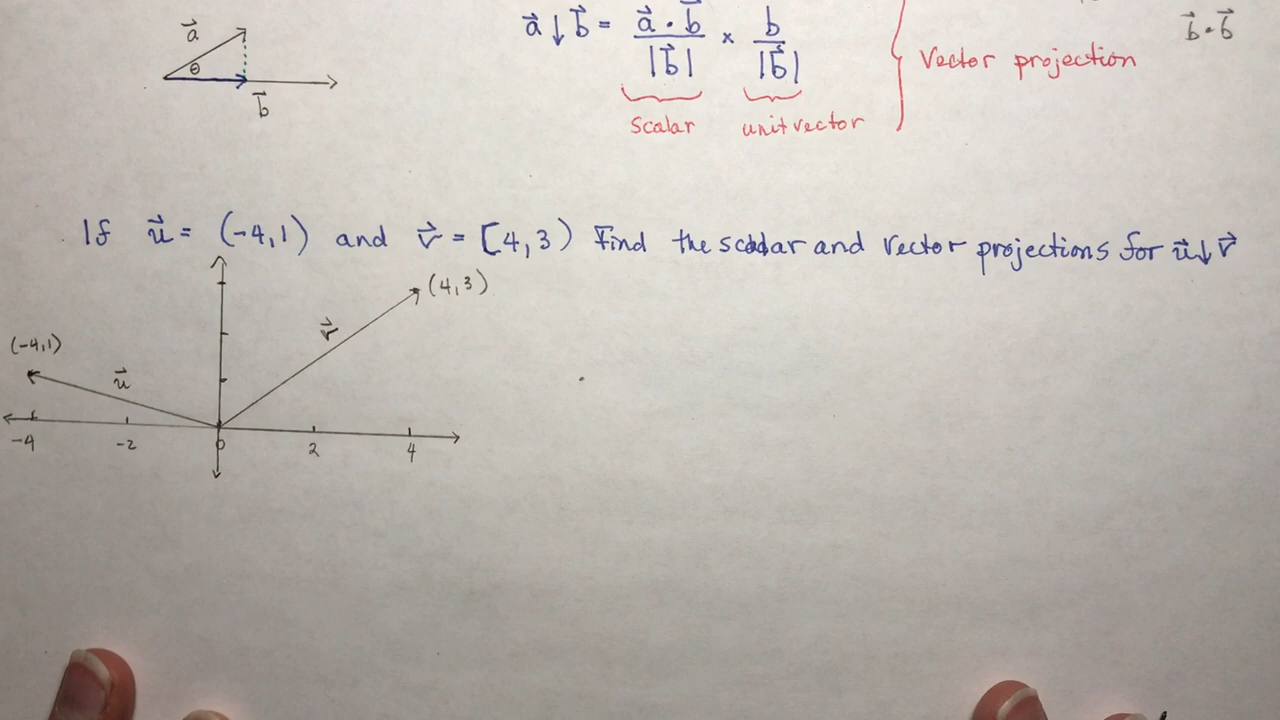 a⃗
θ
b⃗
a⃗ ↓ b⃗ = a⃗ · b⃗ / |b⃗| × b / |b⃗|
scalar unit vector
Vector projection
b⃗ · b⃗
If u⃗ = (-4,1) and v⃗ = [4,3) Find the scalar and vector projections for u⃗↓v⃗
(4,3)
v⃗
(-4,1)
u⃗
-4 -2 0 2 4